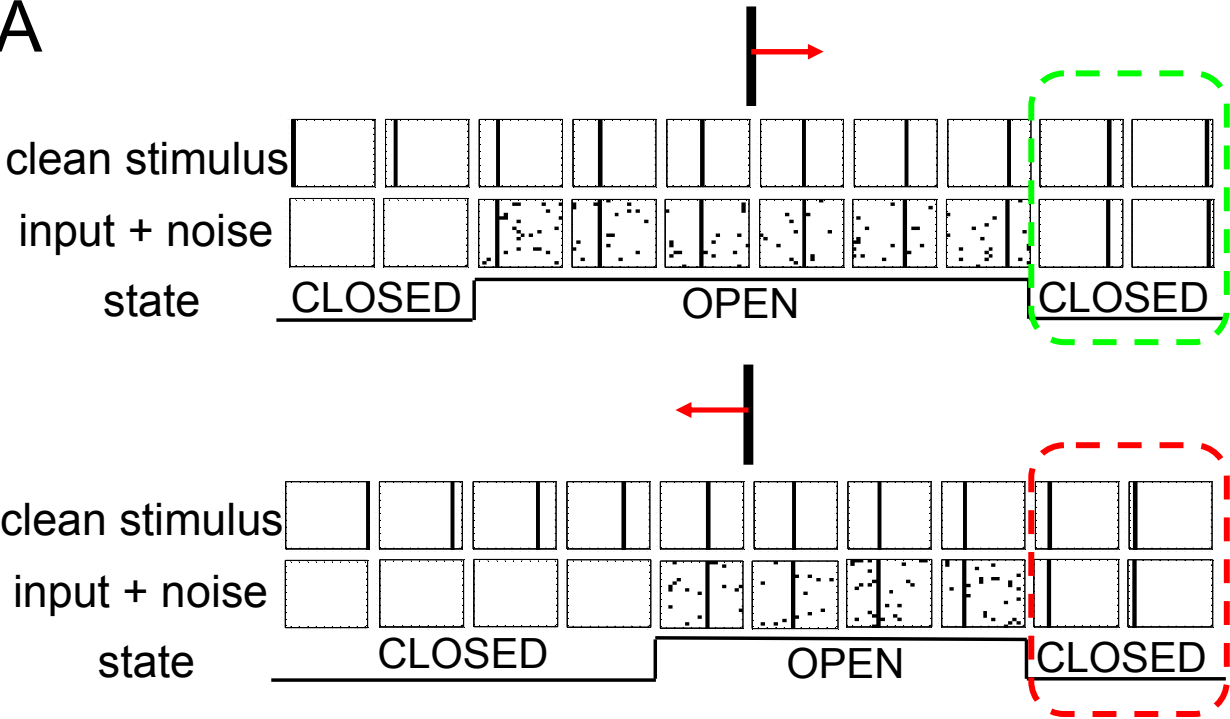 A
clean stimulus
input + noise
state CLOSED OPEN CLOSED
clean stimulus
input + noise
state CLOSED OPEN CLOSED